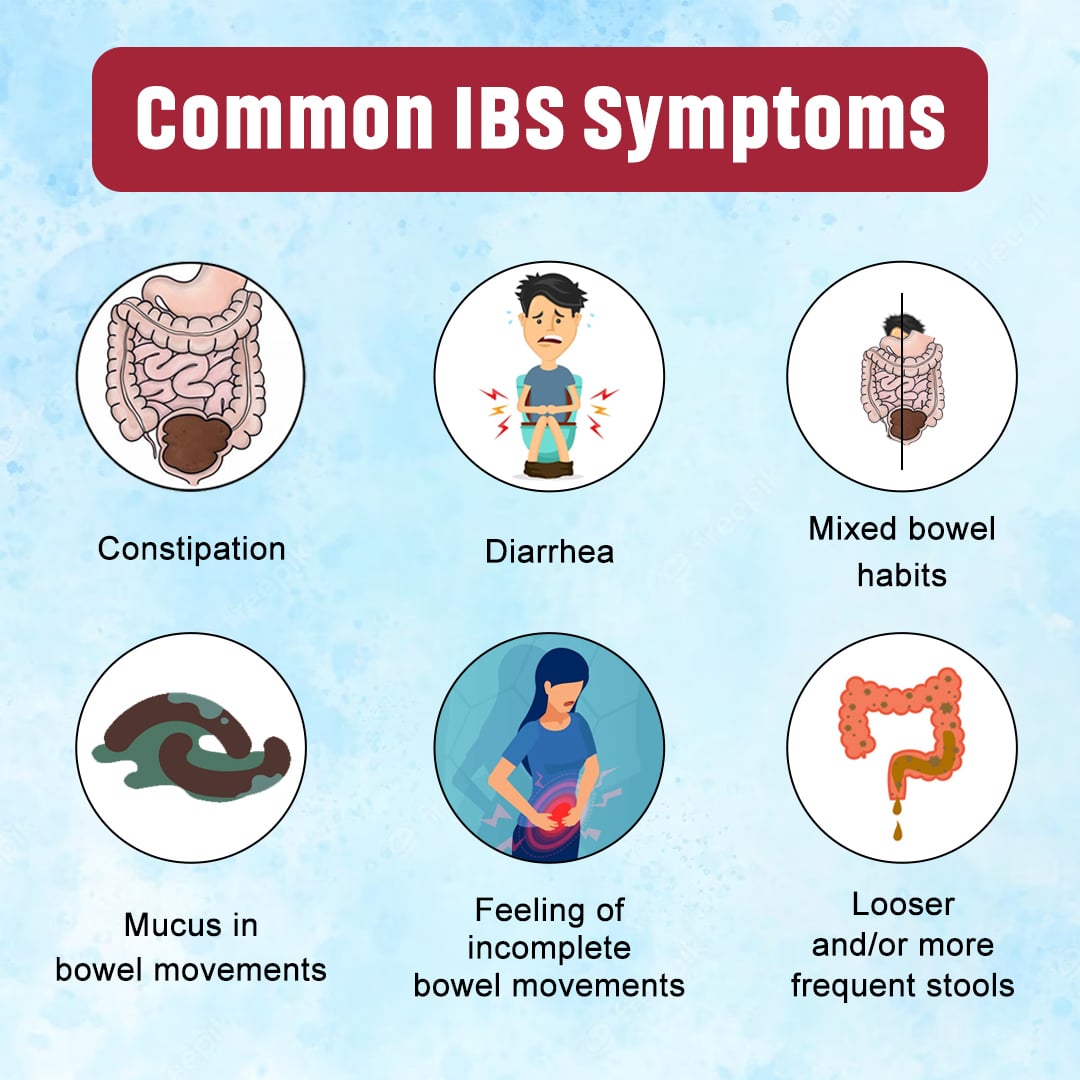 Common IBS Symptoms
Constipation
Diarrhea
Mixed bowel
habits
Mucus in
bowel movements
Feeling of
incomplete
bowel movements
Looser
and/or more
frequent stools